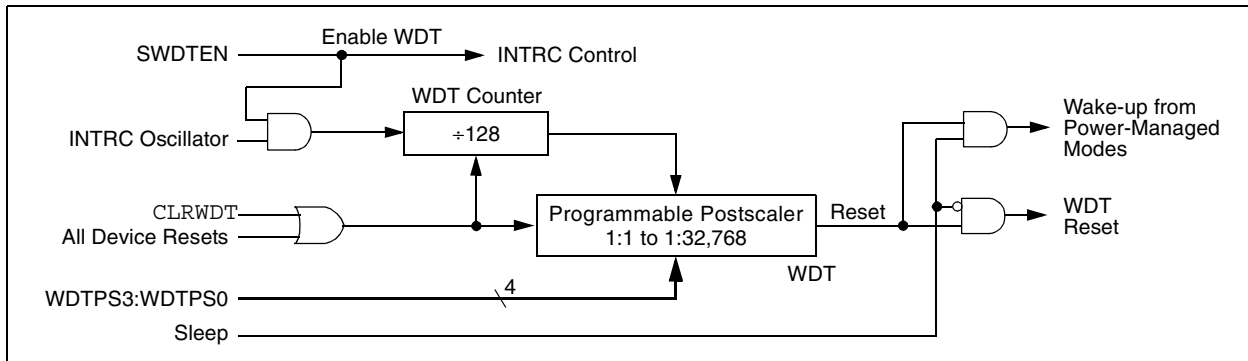 Enable WDT
SWDTEN
INTRC Control
WDT Counter
INTRC Oscillator
÷128
Wake-up from
Power-Managed
Modes
CLRWDT
All Device Resets
Programmable Postscaler
1:1 to 1:32,768
Reset
WDT
WDT
Reset
4
WDTPS3:WDTPS0
Sleep